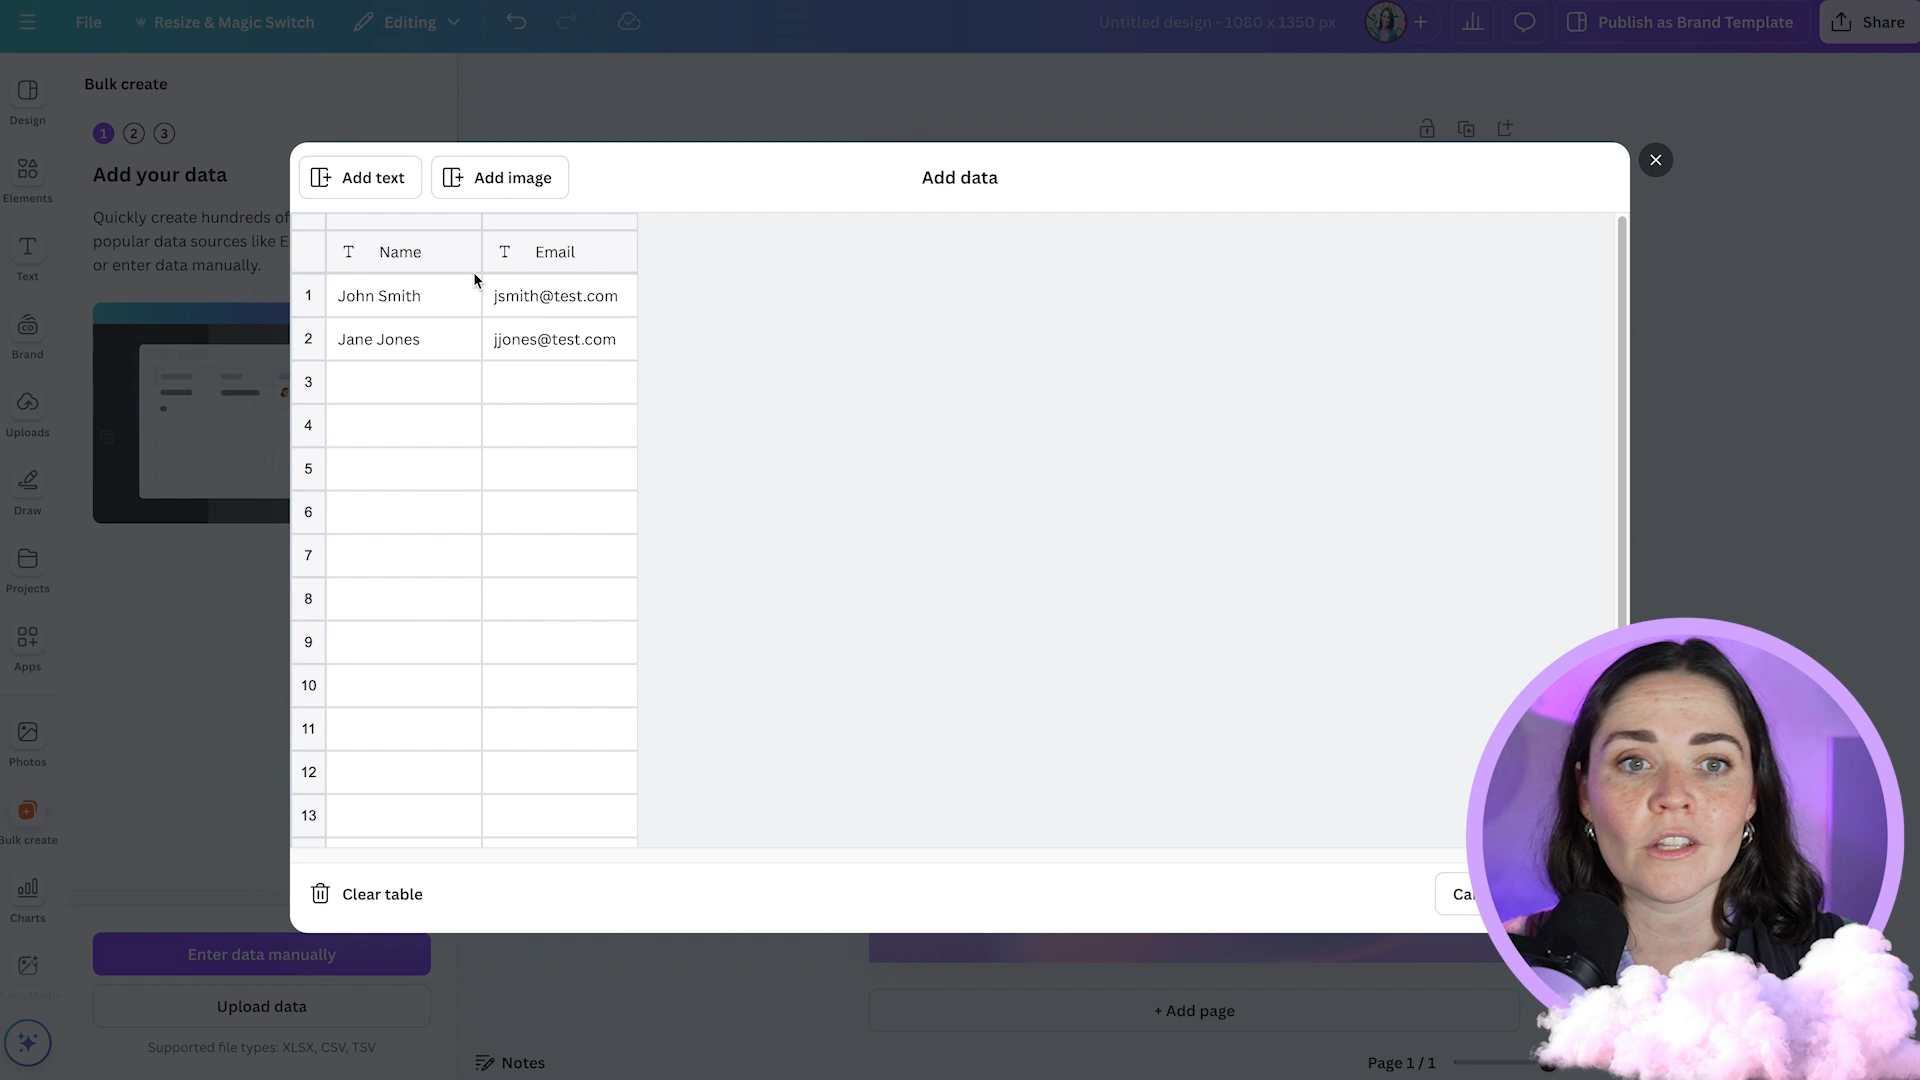 File
Resize & Magic Switch
Editing
Untitled design - 1080 x 1350 px
Publish as Brand Template
Share
Design
Elements
Text
Brand
Uploads
Draw
Projects
Apps
Photos
Bulk create
Charts
Bulk create
1 2 3
Add your data
Quickly create hundreds of
popular data sources like E
or enter data manually.
Enter data manually
Upload data
Supported file types: XLSX, CSV, TSV
Add text
Add image
Add data
Name Email
1 John Smith jsmith@test.com
2 Jane Jones jjones@test.com
3
4
5
6
7
8
9
10
11
12
13
Clear table
Ca
+ Add page
Notes
Page 1 / 1